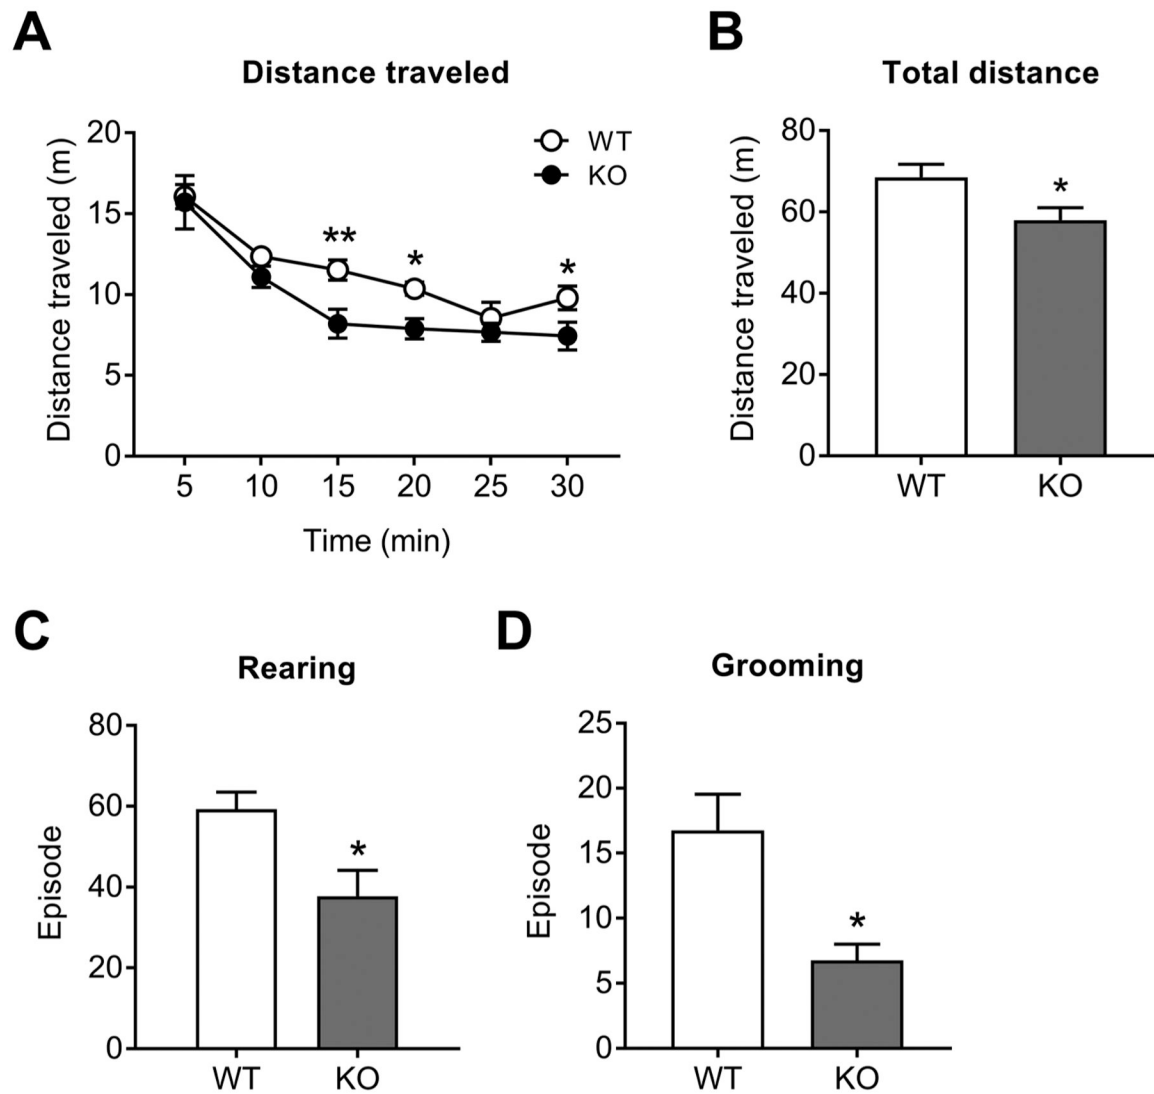 A
Distance traveled
Distance traveled (m)
20
15
10
5
0
WT
KO
**
*
*
5 10 15 20 25 30
Time (min)
B
Total distance
Distance traveled (m)
80
60
40
20
0
*
WT KO
C
Rearing
Episode
80
60
40
20
0
*
WT KO
D
Grooming
Episode
25
20
15
10
5
0
*
WT KO